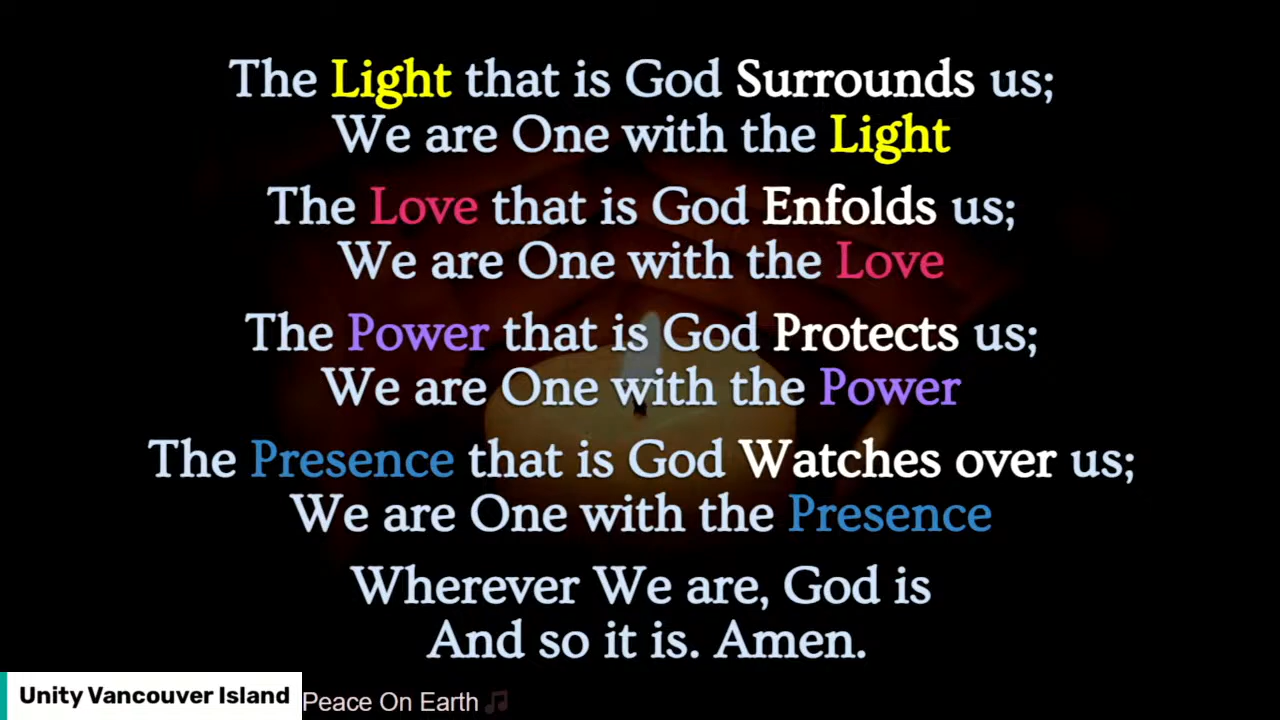 The Light that is God Surrounds us;
We are One with the Light
The Love that is God Enfolds us;
We are One with the Love
The Power that is God Protects us;
We are One with the Power
The Presence that is God Watches over us;
We are One with the Presence
Wherever We are, God is
And so it is. Amen.
Unity Vancouver Island
Peace On Earth 🎵